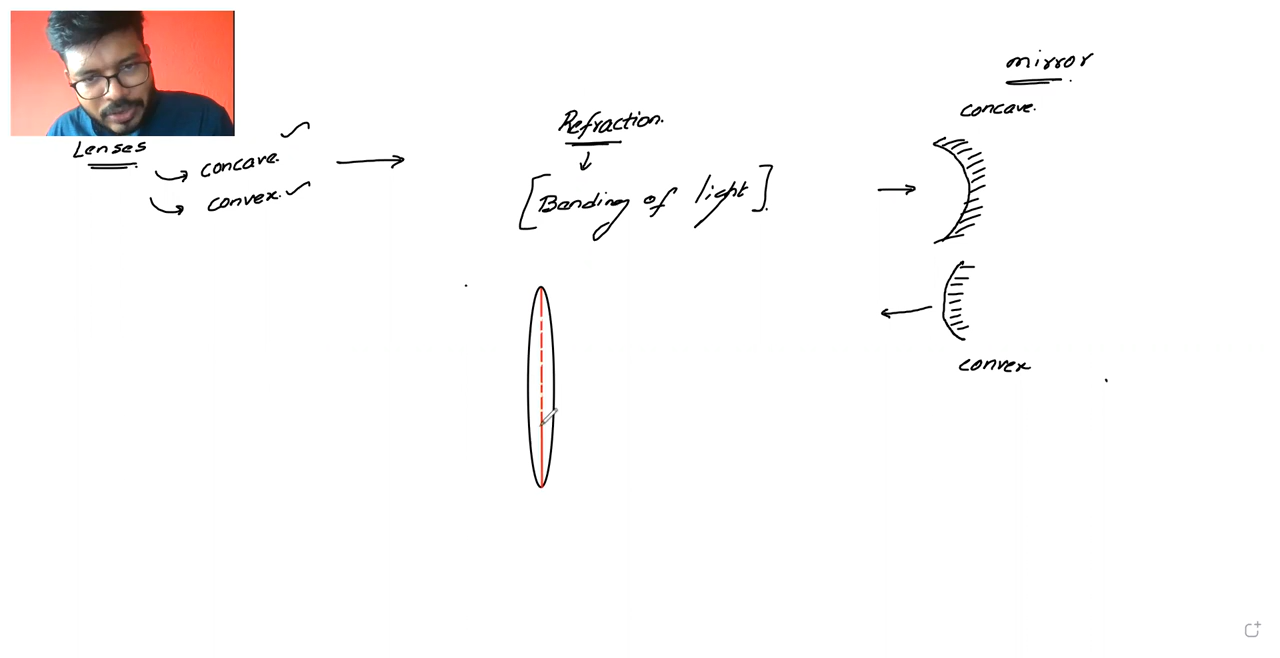 Lenses
concave.
convex.
Refraction.
[Bending of light].
mirror
concave.
convex